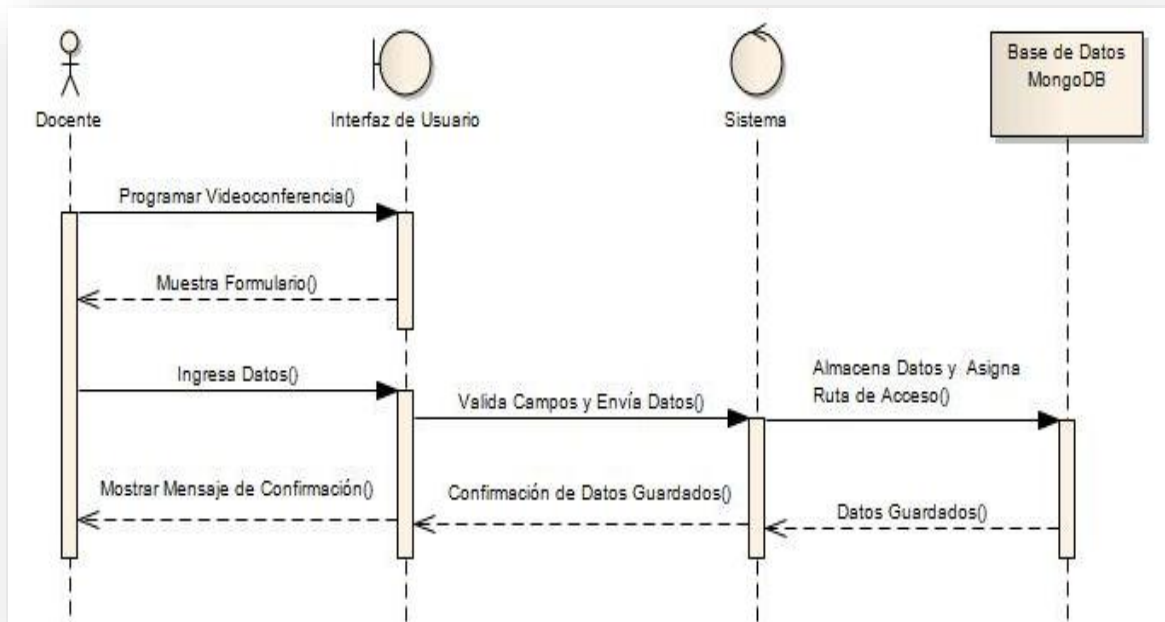 Base de Datos
MongoDB
Docente
Interfaz de Usuario
Sistema
Programar Videoconferencia()
Muestra Formulario()
Ingresa Datos()
Valida Campos y Envía Datos()
Almacena Datos y Asigna
Ruta de Acceso()
Mostrar Mensaje de Confirmación()
Confirmación de Datos Guardados()
Datos Guardados()